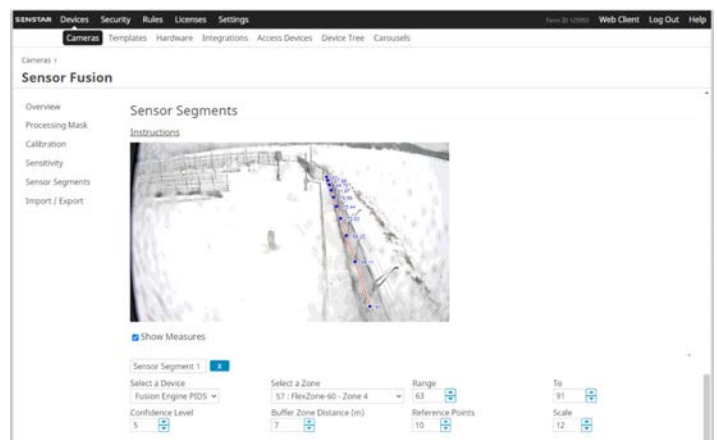 SENSTAR Devices Security Rules Licenses Settings Web Client Log Out Help
Cameras Templates Hardware Integrations Access Devices Device Tree Carousels
Cameras ›
Sensor Fusion
Overview
Processing Mask
Calibration
Sensitivity
Sensor Segments
Import / Export
Sensor Segments
Instructions
Show Measures
Sensor Segment 1 X
Select a Device Select a Zone Range To
Fusion Engine PIDS 57 : FlexZone-60 - Zone 4 63 91
Confidence Level Buffer Zone Distance (m) Reference Points Scale
5 7 10 12